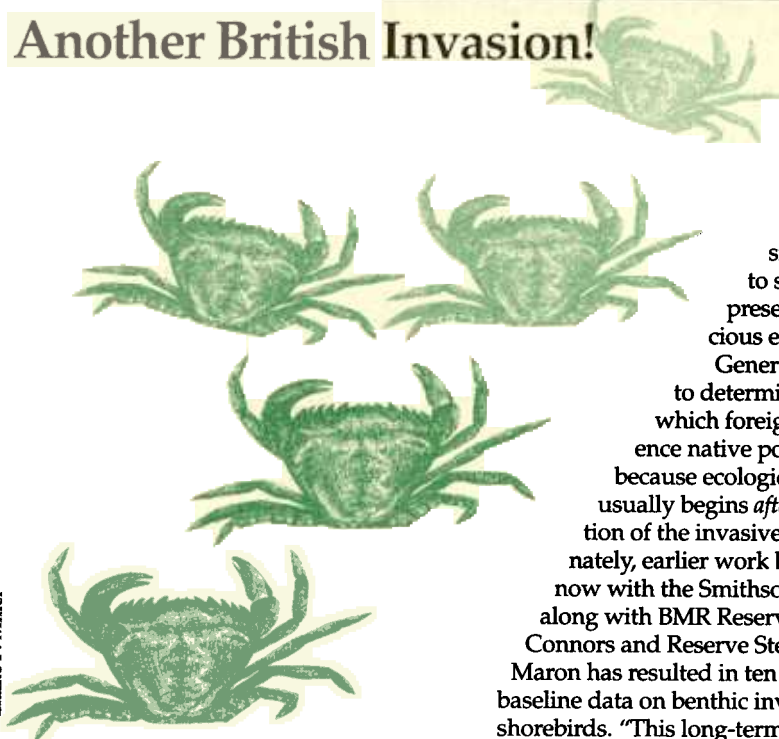 Another British Invasion!
to s
prese
cious e
Gener
to determi
which foreig
ence native po
because ecologi
usually begins aft
tion of the invasive
nately, earlier work
now with the Smithso
along with BMR Reserv
Connors and Reserve Ste
Maron has resulted in ten
baseline data on benthic inv
shorebirds. “This long-term